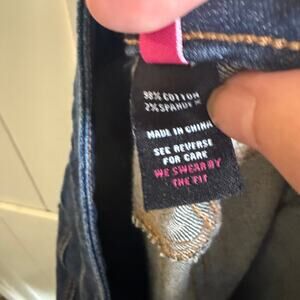 98% COTTON
2% SPANDEX
MADE IN CHINA
SEE REVERSE
FOR CARE
WE SWEAR BY
THE FIT